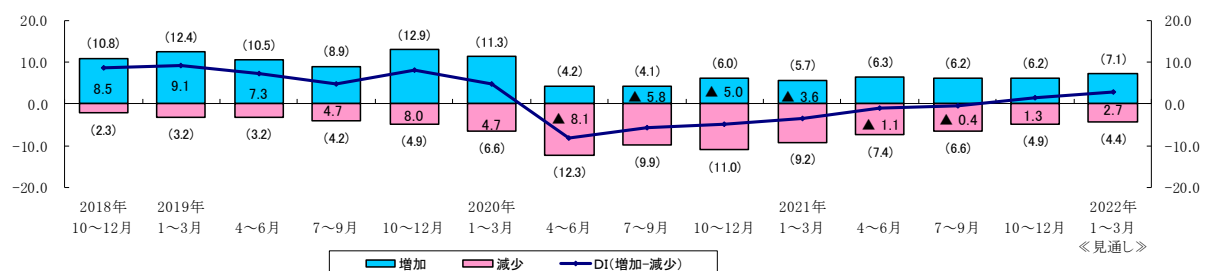 20.0 20.0
(10.8) (12.4) (10.5) (8.9) (12.9) (11.3) (4.2) (4.1) (6.0) (5.7) (6.3) (6.2) (6.2) (7.1)
10.0 10.0
8.5 9.1 7.3 4.7 8.0 4.7 ▲ 8.1 ▲ 5.8 ▲ 5.0 ▲ 3.6 ▲ 1.1 ▲ 0.4 1.3 2.7
0.0 0.0
(2.3) (3.2) (3.2) (4.2) (4.9) (6.6) (12.3) (9.9) (11.0) (9.2) (7.4) (6.6) (4.9) (4.4)
-10.0 -10.0
-20.0 -20.0
2018年 2019年 2020年 2021年 2022年
10～12月 1～3月 4～6月 7～9月 10～12月 1～3月 4～6月 7～9月 10～12月 1～3月 4～6月 7～9月 10～12月 1～3月
≪見通し≫
増加 減少 DI(増加-減少)